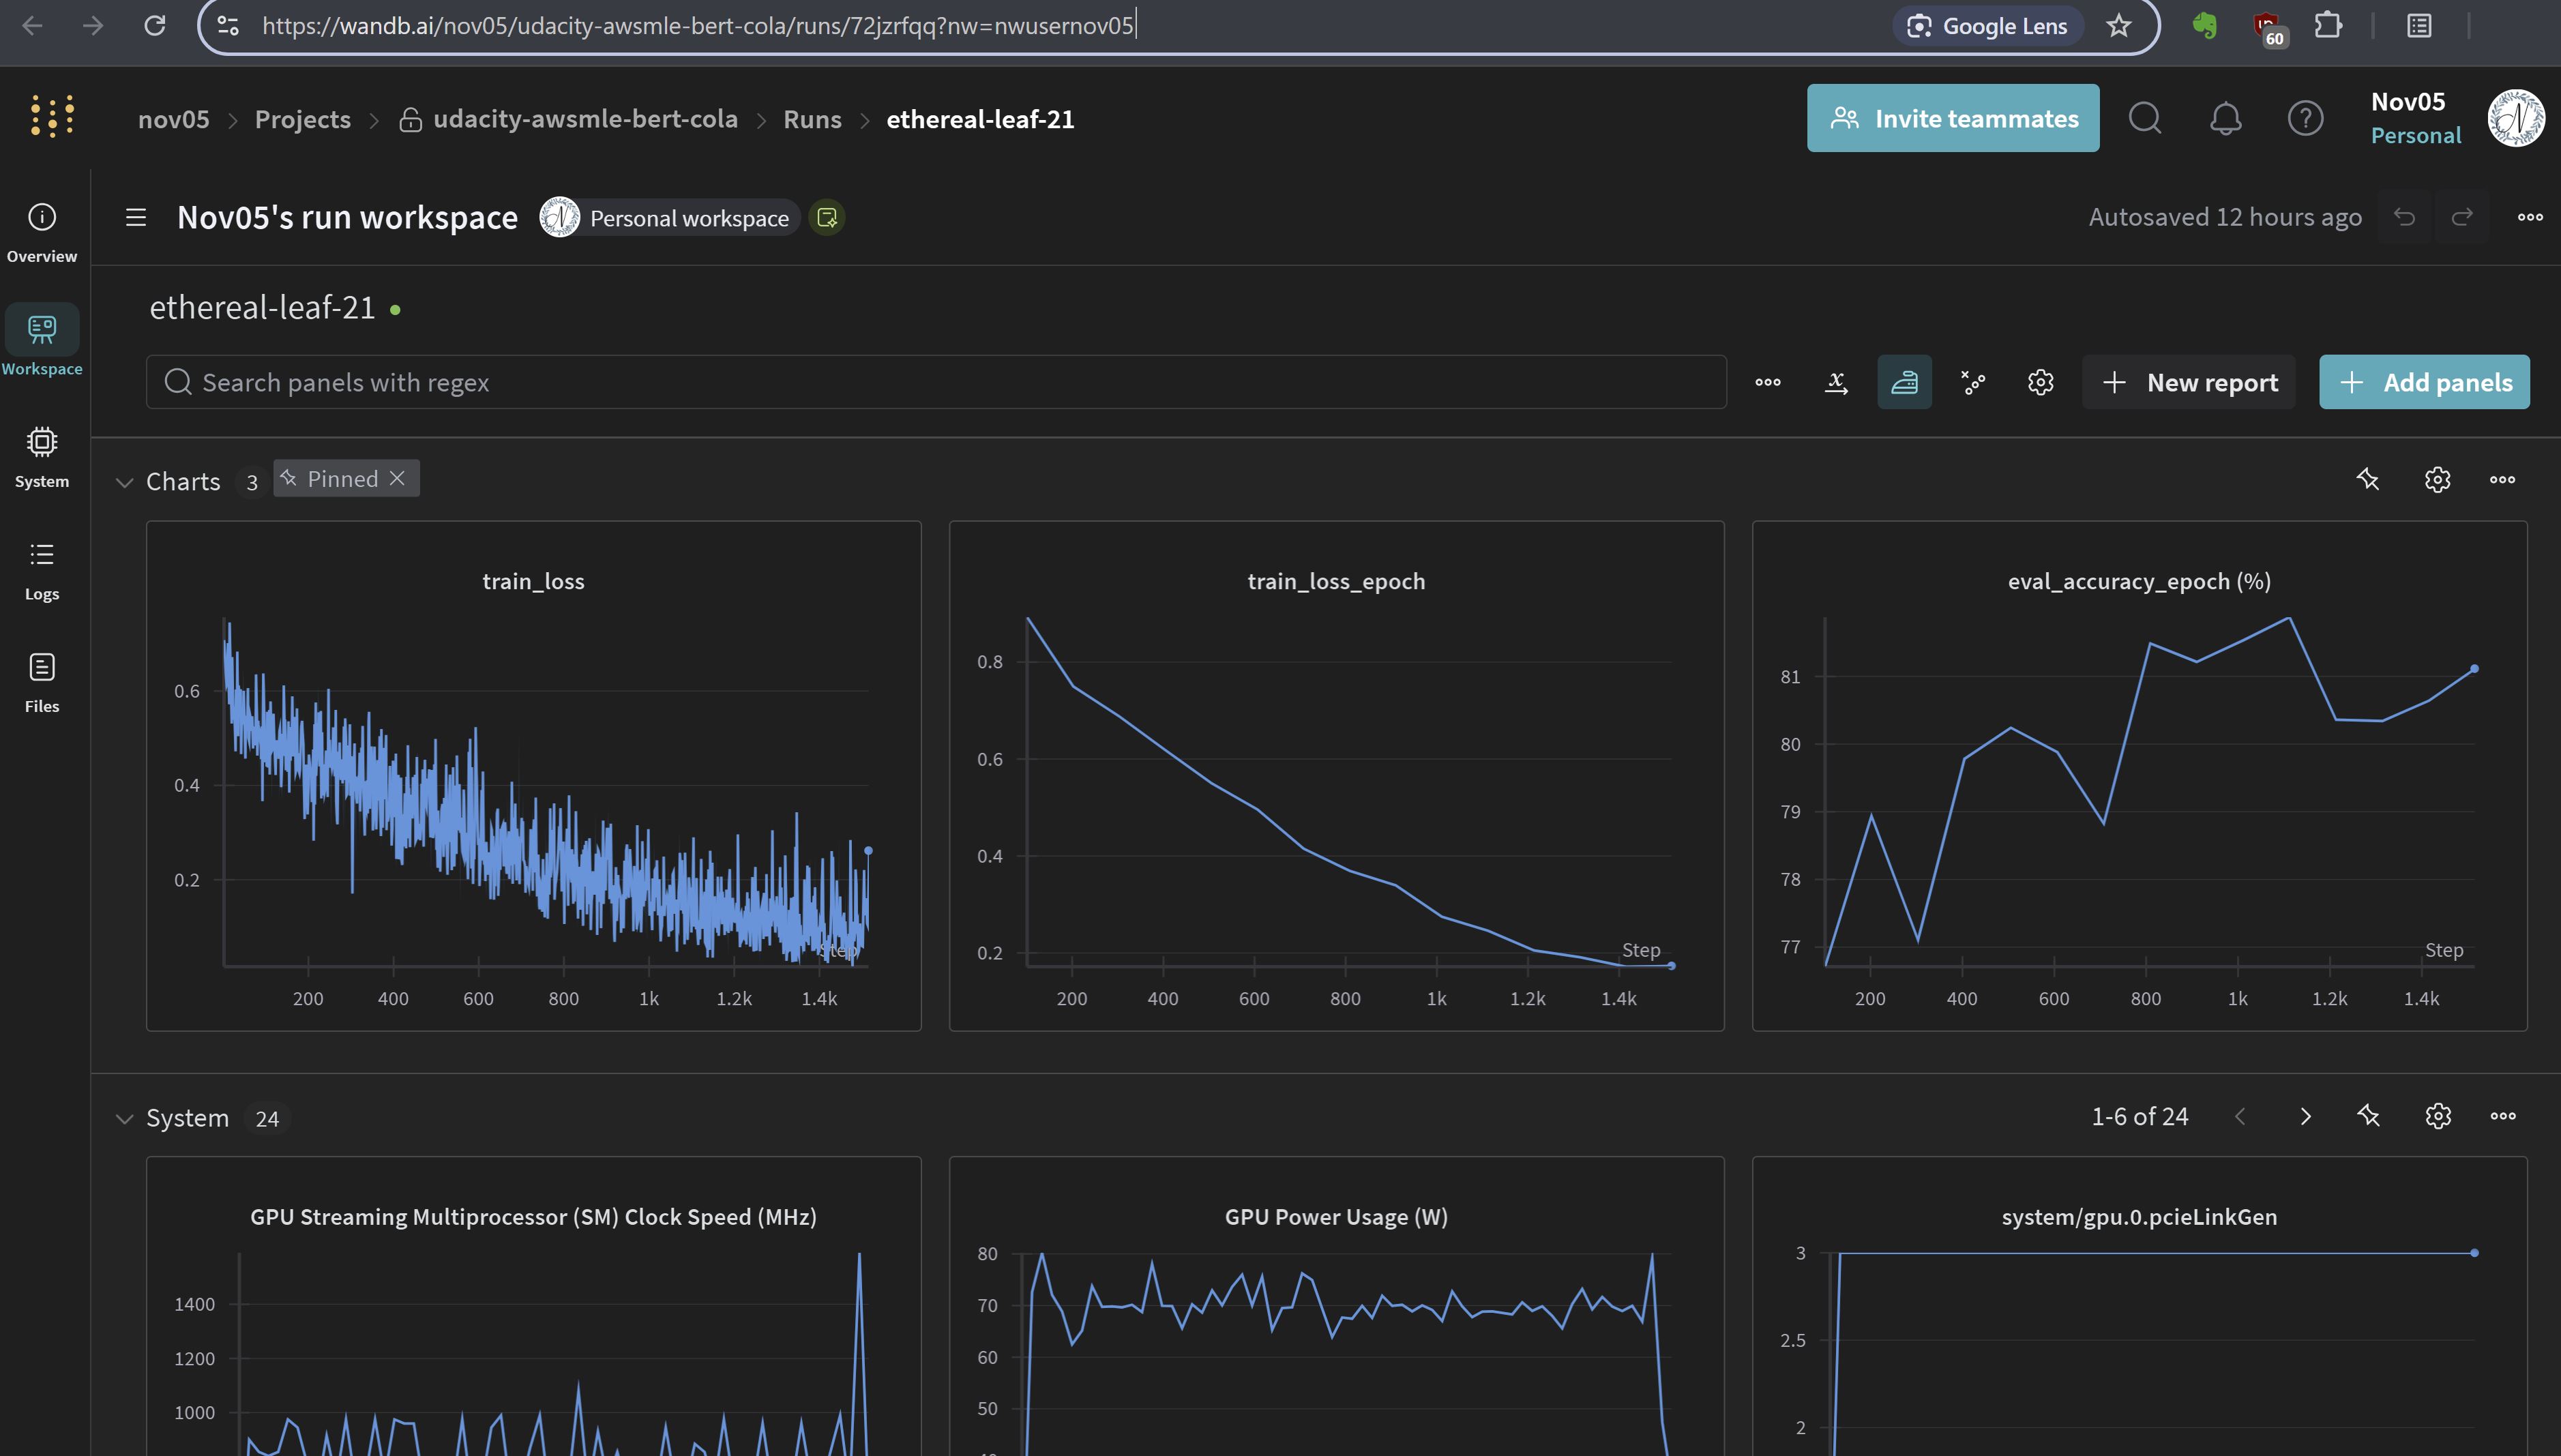 https://wandb.ai/nov05/udacity-awsmle-bert-cola/runs/72jzrfqq?nw=nwusernov05
Google Lens
60
nov05 > Projects > udacity-awsmle-bert-cola > Runs > ethereal-leaf-21
Invite teammates
Nov05
Personal
Nov05's run workspace
Personal workspace
Autosaved 12 hours ago
Overview
Workspace
System
Logs
Files
ethereal-leaf-21
Search panels with regex
New report
Add panels
Charts 3 Pinned
train_loss
0.6
0.4
0.2
Step
200 400 600 800 1k 1.2k 1.4k
train_loss_epoch
0.8
0.6
0.4
0.2
Step
200 400 600 800 1k 1.2k 1.4k
eval_accuracy_epoch (%)
81
80
79
78
77
Step
200 400 600 800 1k 1.2k 1.4k
System 24
1-6 of 24
GPU Streaming Multiprocessor (SM) Clock Speed (MHz)
1400
1200
1000
GPU Power Usage (W)
80
70
60
50
system/gpu.0.pcieLinkGen
3
2.5
2